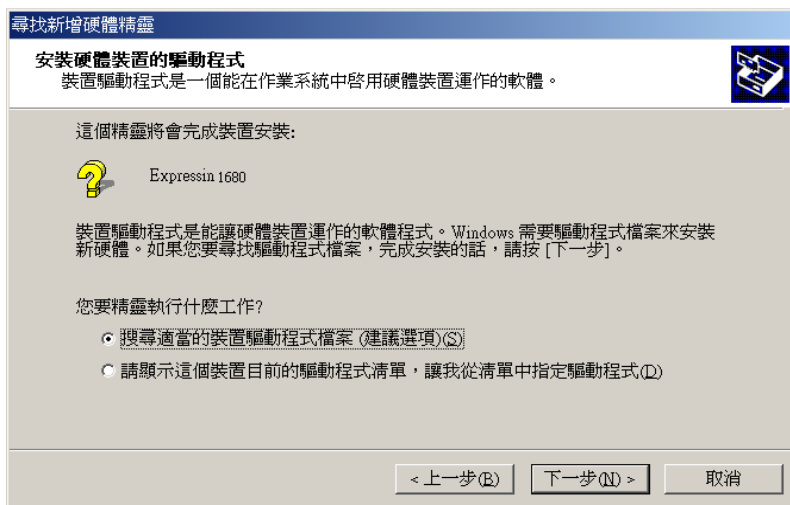 尋找新增硬體精靈
安裝硬體裝置的驅動程式
裝置驅動程式是一個能在作業系統中啓用硬體裝置運作的軟體。
這個精靈將會完成裝置安裝:
Expressin 1680
裝置驅動程式是能讓硬體裝置運作的軟體程式。Windows 需要驅動程式檔案來安裝
新硬體。如果您要尋找驅動程式檔案，完成安裝的話，請按 [下一步]。
您要精靈執行什麼工作?
搜尋適當的裝置驅動程式檔案 (建議選項)(S)
請顯示這個裝置目前的驅動程式清單，讓我從清單中指定驅動程式(D)
< 上一步(B) 下一步(N) > 取消